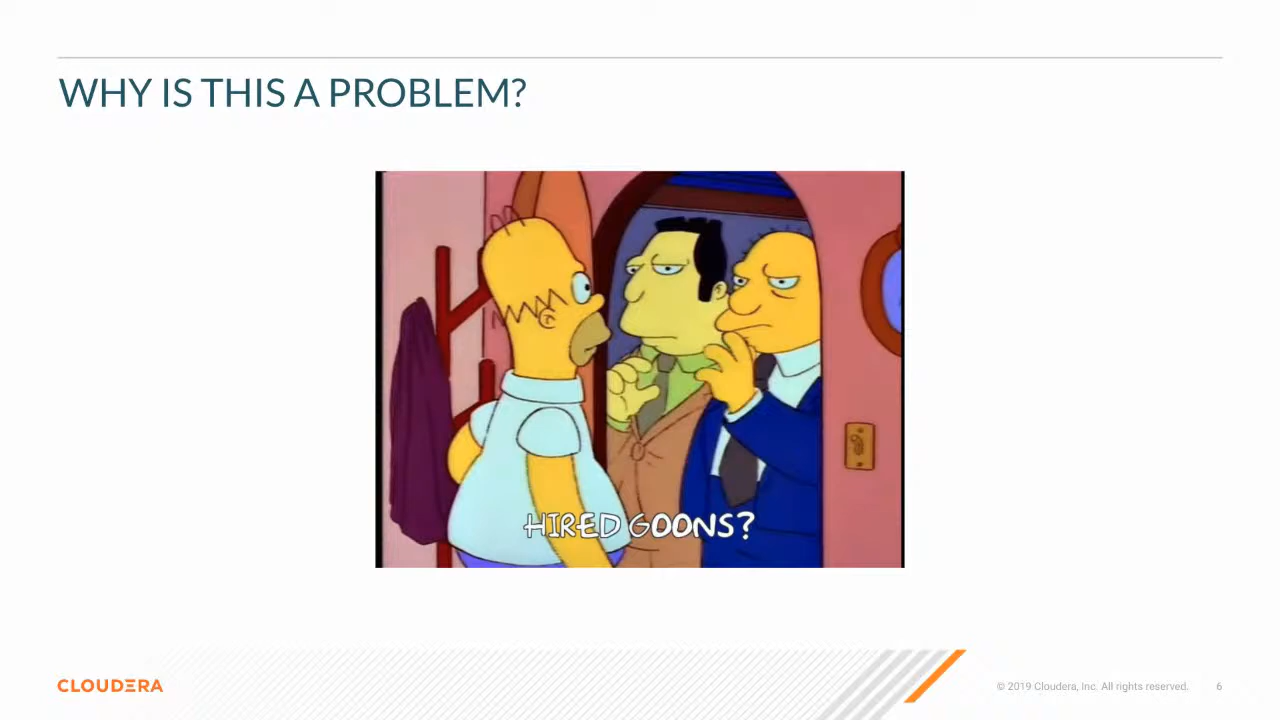 WHY IS THIS A PROBLEM?
HIRED GOONS?
CLOUDERA
© 2019 Cloudera, Inc. All rights reserved.
6